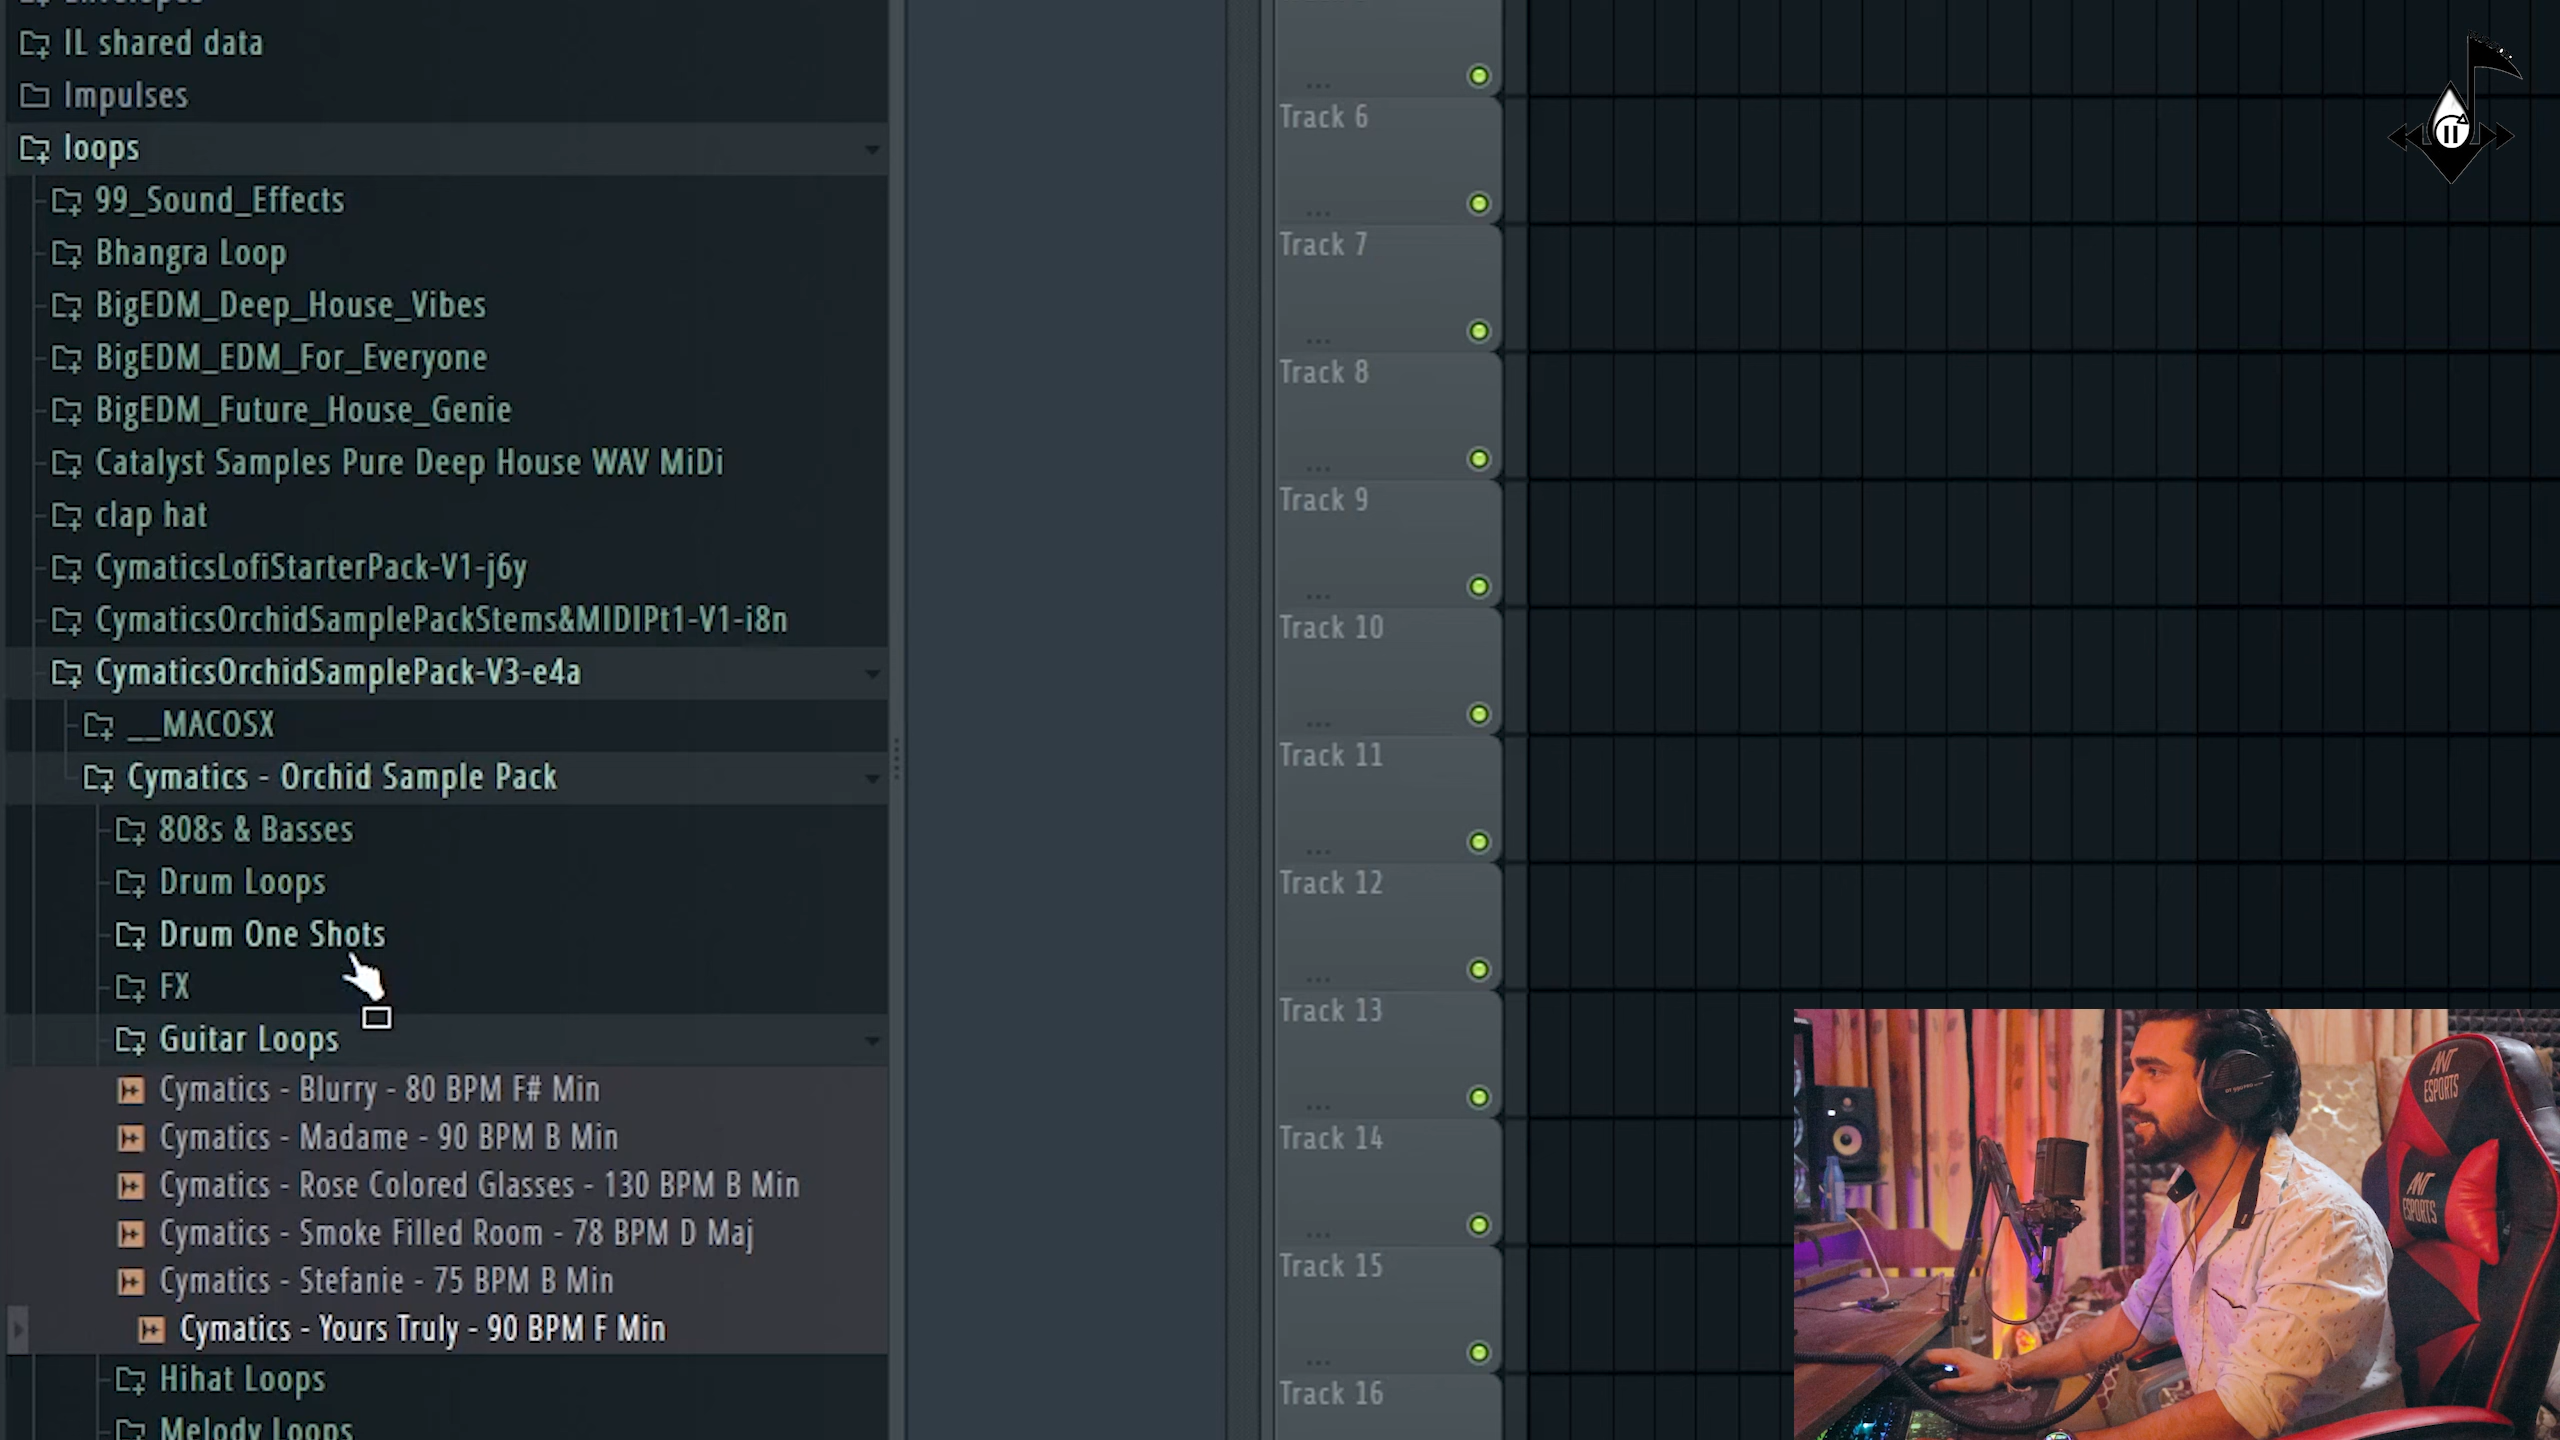 IL shared data
Impulses
loops
99_Sound_Effects
Bhangra Loop
BigEDM_Deep_House_Vibes
BigEDM_EDM_For_Everyone
BigEDM_Future_House_Genie
Catalyst Samples Pure Deep House WAV MiDi
clap hat
CymaticsLofiStarterPack-V1-j6y
CymaticsOrchidSamplePackStems&MIDIPt1-V1-i8n
CymaticsOrchidSamplePack-V3-e4a
__MACOSX
Cymatics - Orchid Sample Pack
808s & Basses
Drum Loops
Drum One Shots
FX
Guitar Loops
Cymatics - Blurry - 80 BPM F# Min
Cymatics - Madame - 90 BPM B Min
Cymatics - Rose Colored Glasses - 130 BPM B Min
Cymatics - Smoke Filled Room - 78 BPM D Maj
Cymatics - Stefanie - 75 BPM B Min
Cymatics - Yours Truly - 90 BPM F Min
Hihat Loops
Melody Loops
Track 6
Track 7
Track 8
Track 9
Track 10
Track 11
Track 12
Track 13
Track 14
Track 15
Track 16
ANT
ESPORTS
ANT
ESPORTS